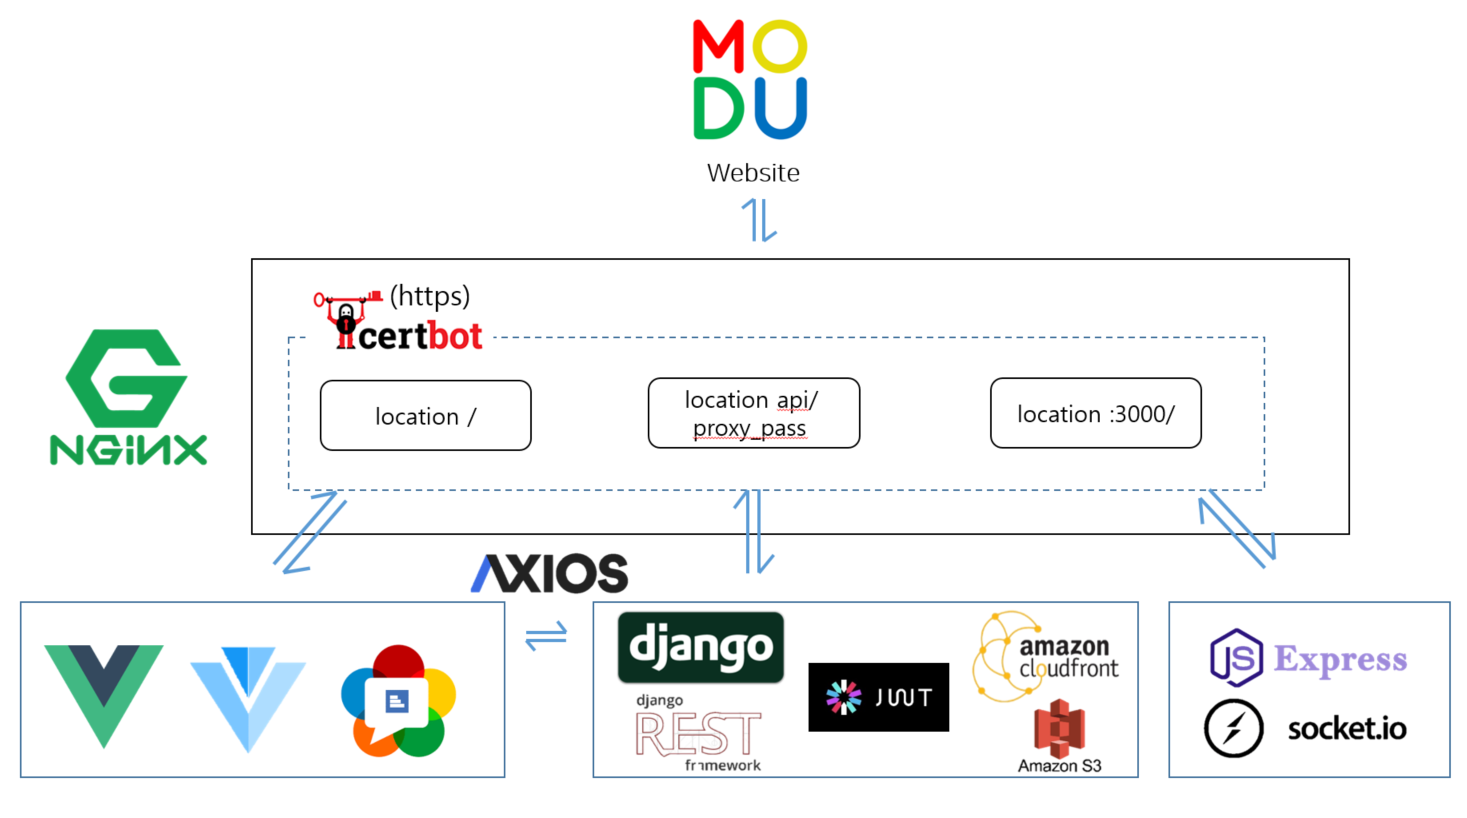 MO
DU
Website
(https)
certbot
NGiNX
location /
location api/
proxy_pass
location :3000/
AXIOS
django
django
REST
framework
JWT
amazon
cloudfront
Amazon S3
JS Express
socket.io